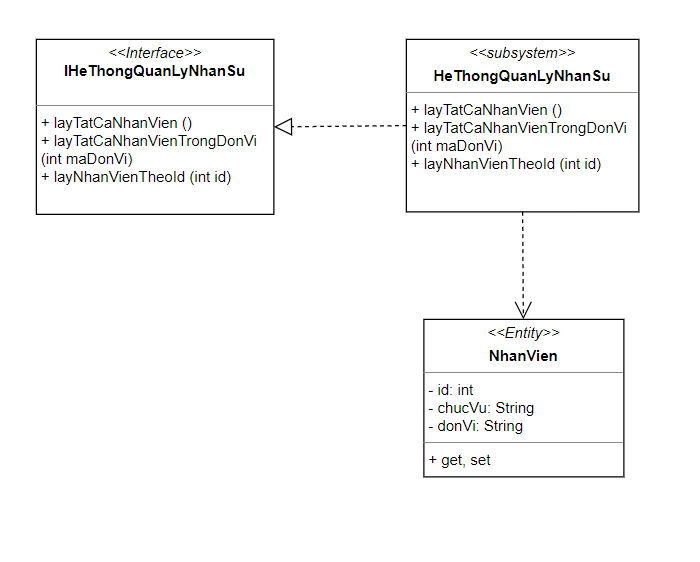 <<Interface>>
IHeThongQuanLyNhanSu
+ layTatCaNhanVien ()
+ layTatCaNhanVienTrongDonVi
(int maDonVi)
+ layNhanVienTheoId (int id)
<<subsystem>>
HeThongQuanLyNhanSu
+ layTatCaNhanVien ()
+ layTatCaNhanVienTrongDonVi
(int maDonVi)
+ layNhanVienTheoId (int id)
<<Entity>>
NhanVien
- id: int
- chucVu: String
- donVi: String
+ get, set